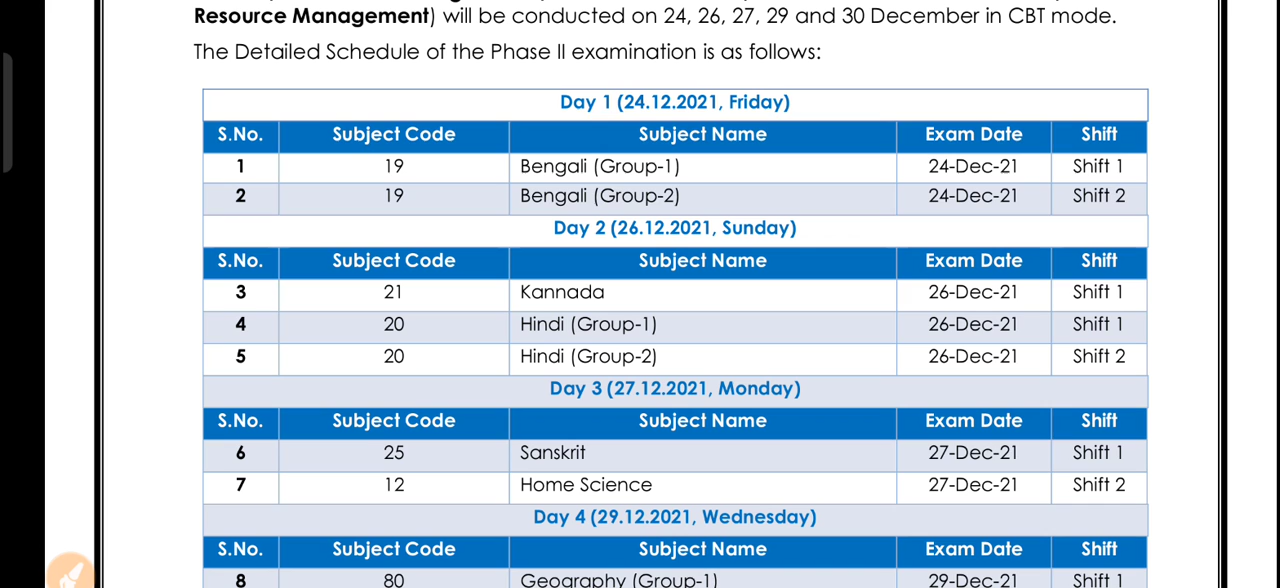 Resource Management) will be conducted on 24, 26, 27, 29 and 30 December in CBT mode.
The Detailed Schedule of the Phase II examination is as follows:
Day 1 (24.12.2021, Friday)
S.No. Subject Code Subject Name Exam Date Shift
1 19 Bengali (Group-1) 24-Dec-21 Shift 1
2 19 Bengali (Group-2) 24-Dec-21 Shift 2
Day 2 (26.12.2021, Sunday)
S.No. Subject Code Subject Name Exam Date Shift
3 21 Kannada 26-Dec-21 Shift 1
4 20 Hindi (Group-1) 26-Dec-21 Shift 1
5 20 Hindi (Group-2) 26-Dec-21 Shift 2
Day 3 (27.12.2021, Monday)
S.No. Subject Code Subject Name Exam Date Shift
6 25 Sanskrit 27-Dec-21 Shift 1
7 12 Home Science 27-Dec-21 Shift 2
Day 4 (29.12.2021, Wednesday)
S.No. Subject Code Subject Name Exam Date Shift
8 80 Geography (Group-1) 29-Dec-21 Shift 1